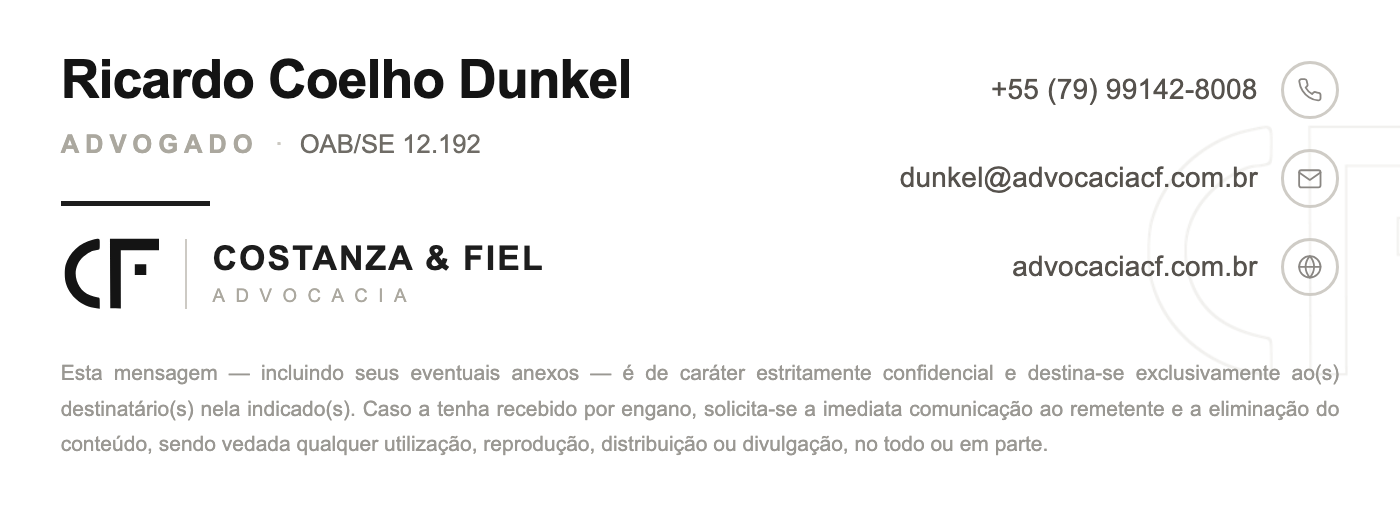 Ricardo Coelho Dunkel
ADVOGADO · OAB/SE 12.192
CF
COSTANZA & FIEL
ADVOCACIA
+55 (79) 99142-8008
dunkel@advocaciacf.com.br
advocaciacf.com.br
Esta mensagem — incluindo seus eventuais anexos — é de caráter estritamente confidencial e destina-se exclusivamente ao(s)
destinatário(s) nela indicado(s). Caso a tenha recebido por engano, solicita-se a imediata comunicação ao remetente e a eliminação do
conteúdo, sendo vedada qualquer utilização, reprodução, distribuição ou divulgação, no todo ou em parte.